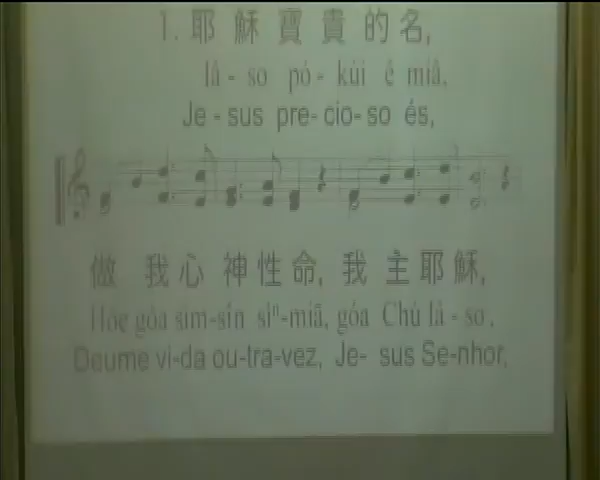 1. 耶 穌 寶 貴 的 名,
Iâ - so pó - kùi ê miâ,
Je - sus pre- cio- so és,
做 我 心 神 性 命, 我 主 耶 穌,
góa sim-sîn sìⁿ-miā, góa Chú Iâ - so,
Deume vi-da ou-tra-vez, Je- sus Se-nhor,